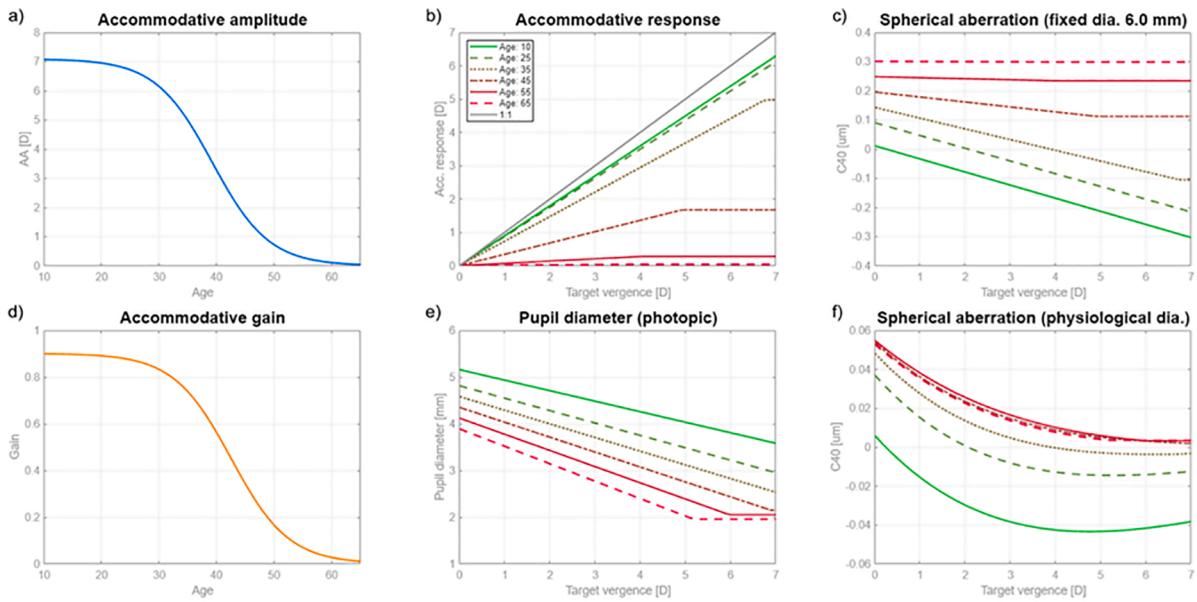 a)
Accommodative amplitude
8
7
6
5
4
3
2
1
0
AA [D]
10 20 30 40 50 60
Age
b)
Accommodative response
7
6
5
4
3
2
1
0
Acc. response [D]
Age: 10
Age: 25
Age: 35
Age: 45
Age: 55
Age: 65
1:1
0 1 2 3 4 5 6 7
Target vergence [D]
c)
Spherical aberration (fixed dia. 6.0 mm)
0.4
0.3
0.2
0.1
0
-0.1
-0.2
-0.3
-0.4
C40 [um]
0 1 2 3 4 5 6 7
Target vergence [D]
d)
Accommodative gain
1
0.8
0.6
0.4
0.2
0
Gain
10 20 30 40 50 60
Age
e)
Pupil diameter (photopic)
6
5
4
3
2
1
Pupil diameter [mm]
0 1 2 3 4 5 6 7
Target vergence [D]
f)
Spherical aberration (physiological dia.)
0.06
0.04
0.02
0
-0.02
-0.04
-0.06
C40 [um]
0 1 2 3 4 5 6 7
Target vergence [D]